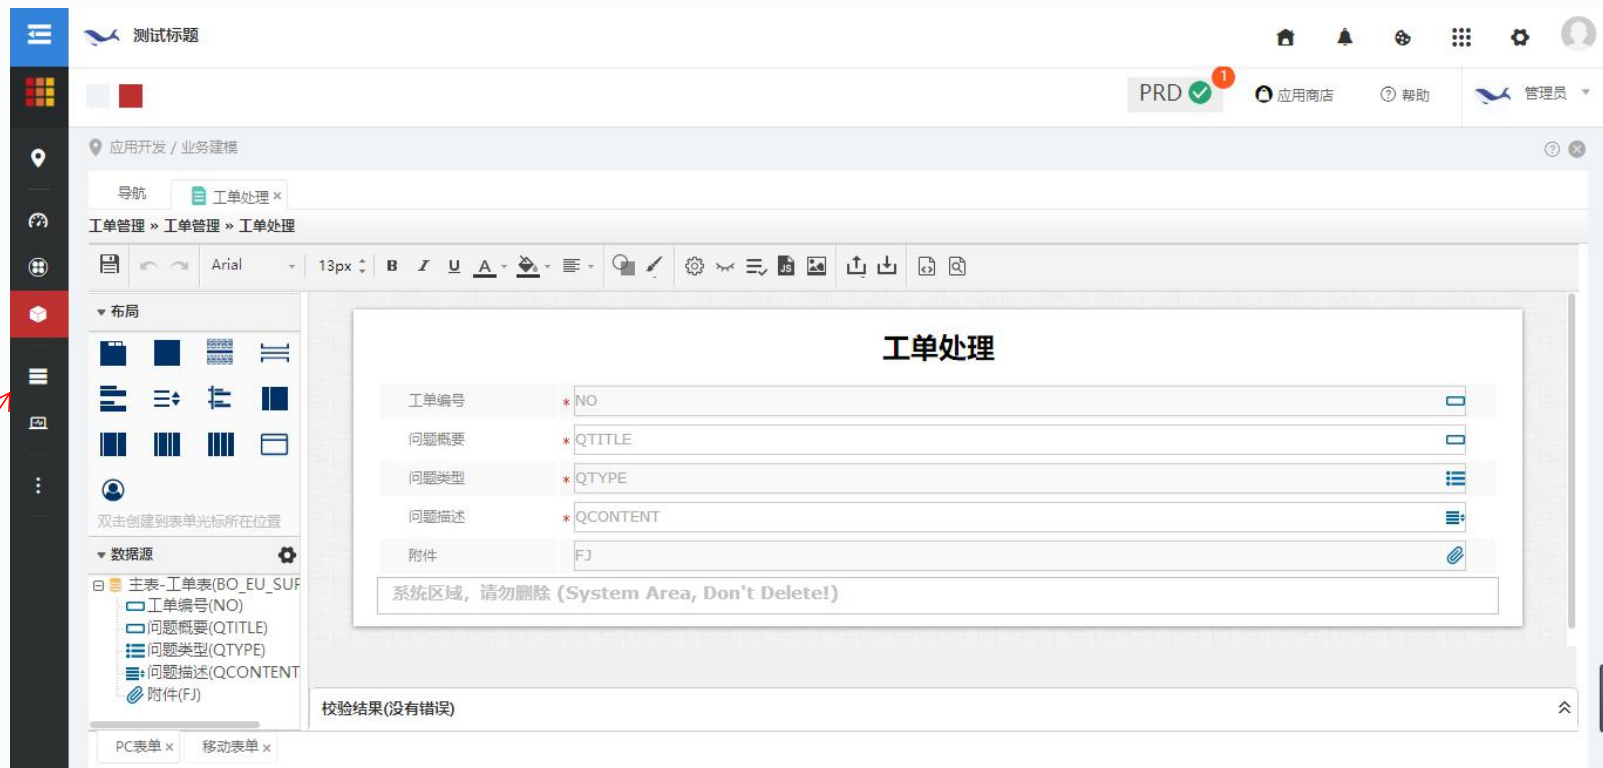 测试标题
PRD
1
应用商店
帮助
管理员
应用开发 / 业务建模
导航
工单处理
工单管理 » 工单管理 » 工单处理
Arial
13px
B I U A
JS
布局
双击创建到表单光标所在位置
数据源
主表-工单表(BO_EU_SUP
工单编号(NO)
问题概要(QTITLE)
问题类型(QTYPE)
问题描述(QCONTENT
附件(FJ)
工单处理
工单编号 * NO
问题概要 * QTITLE
问题类型 * QTYPE
问题描述 * QCONTENT
附件 FJ
系统区域，请勿删除 (System Area, Don't Delete!)
校验结果(没有错误)
PC表单 ×
移动表单 ×